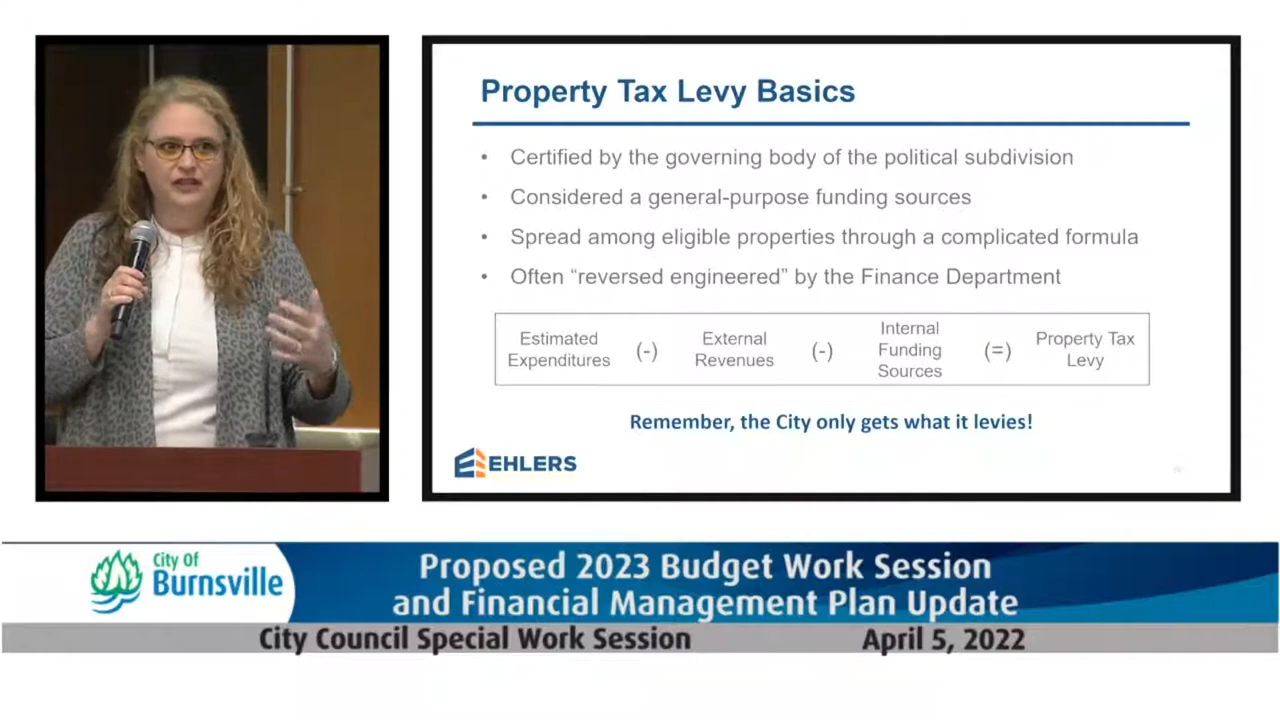 Property Tax Levy Basics
• Certified by the governing body of the political subdivision
• Considered a general-purpose funding sources
• Spread among eligible properties through a complicated formula
• Often “reversed engineered” by the Finance Department
Estimated
Expenditures
(-)
External
Revenues
(-)
Internal
Funding
Sources
(=)
Property Tax
Levy
Remember, the City only gets what it levies!
EHLERS
City Of
Burnsville
Proposed 2023 Budget Work Session
and Financial Management Plan Update
City Council Special Work Session April 5, 2022